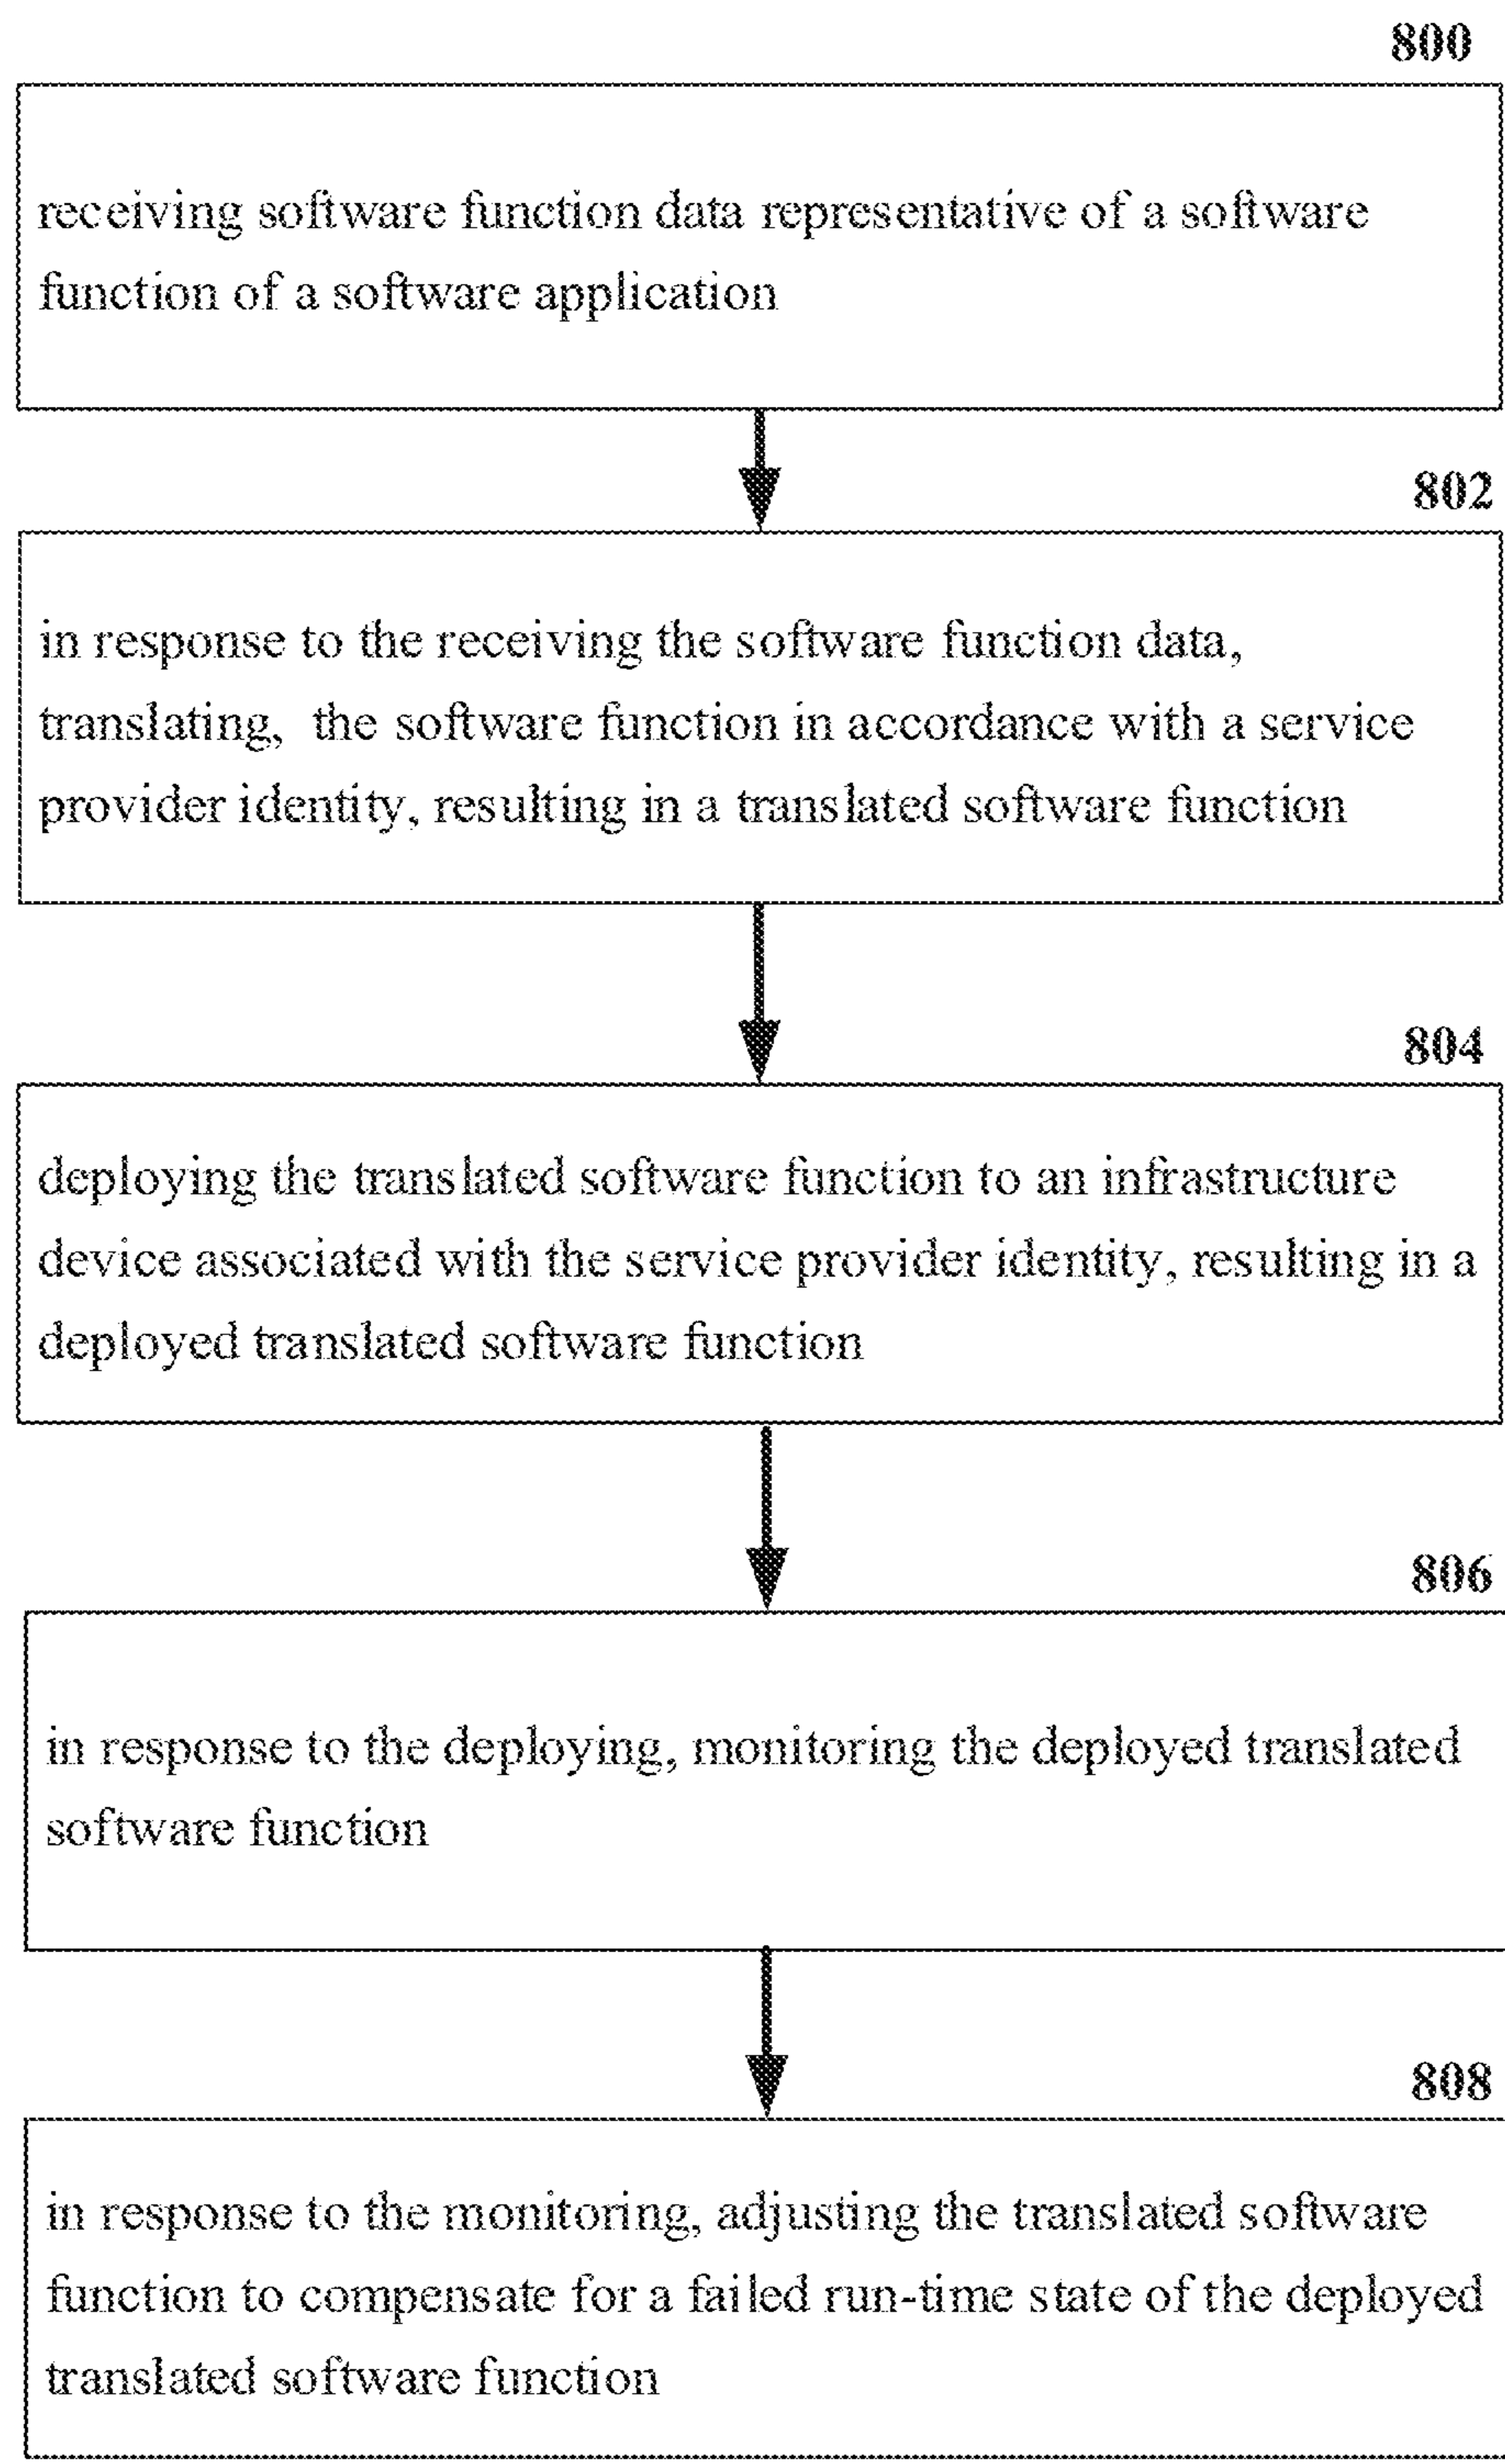 800
receiving software function data representative of a software
function of a software application
802
in response to the receiving the software function data,
translating,  the software function in accordance with a service
provider identity, resulting in a translated software function
804
deploying the translated software function to an infrastructure
device associated with the service provider identity, resulting in a
deployed translated software function
806
in response to the deploying, monitoring the deployed translated
software function
808
in response to the monitoring, adjusting the translated software
function to compensate for a failed run-time state of the deployed
translated software function